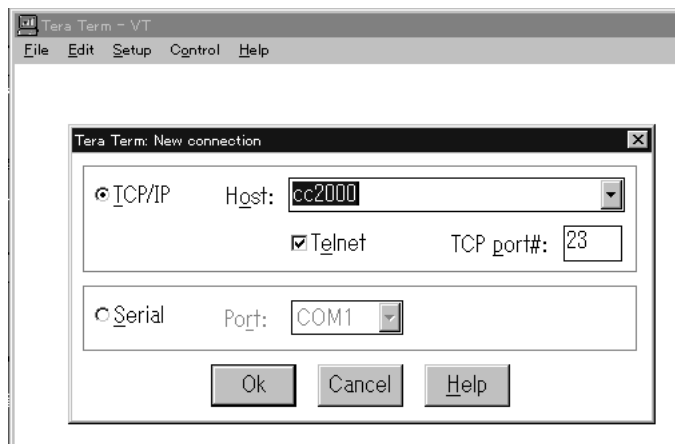 Tera Term - VT
File Edit Setup Control Help
Tera Term: New connection
TCP/IP Host: cc2000
Telnet TCP port#: 23
Serial Port: COM1
Ok Cancel Help